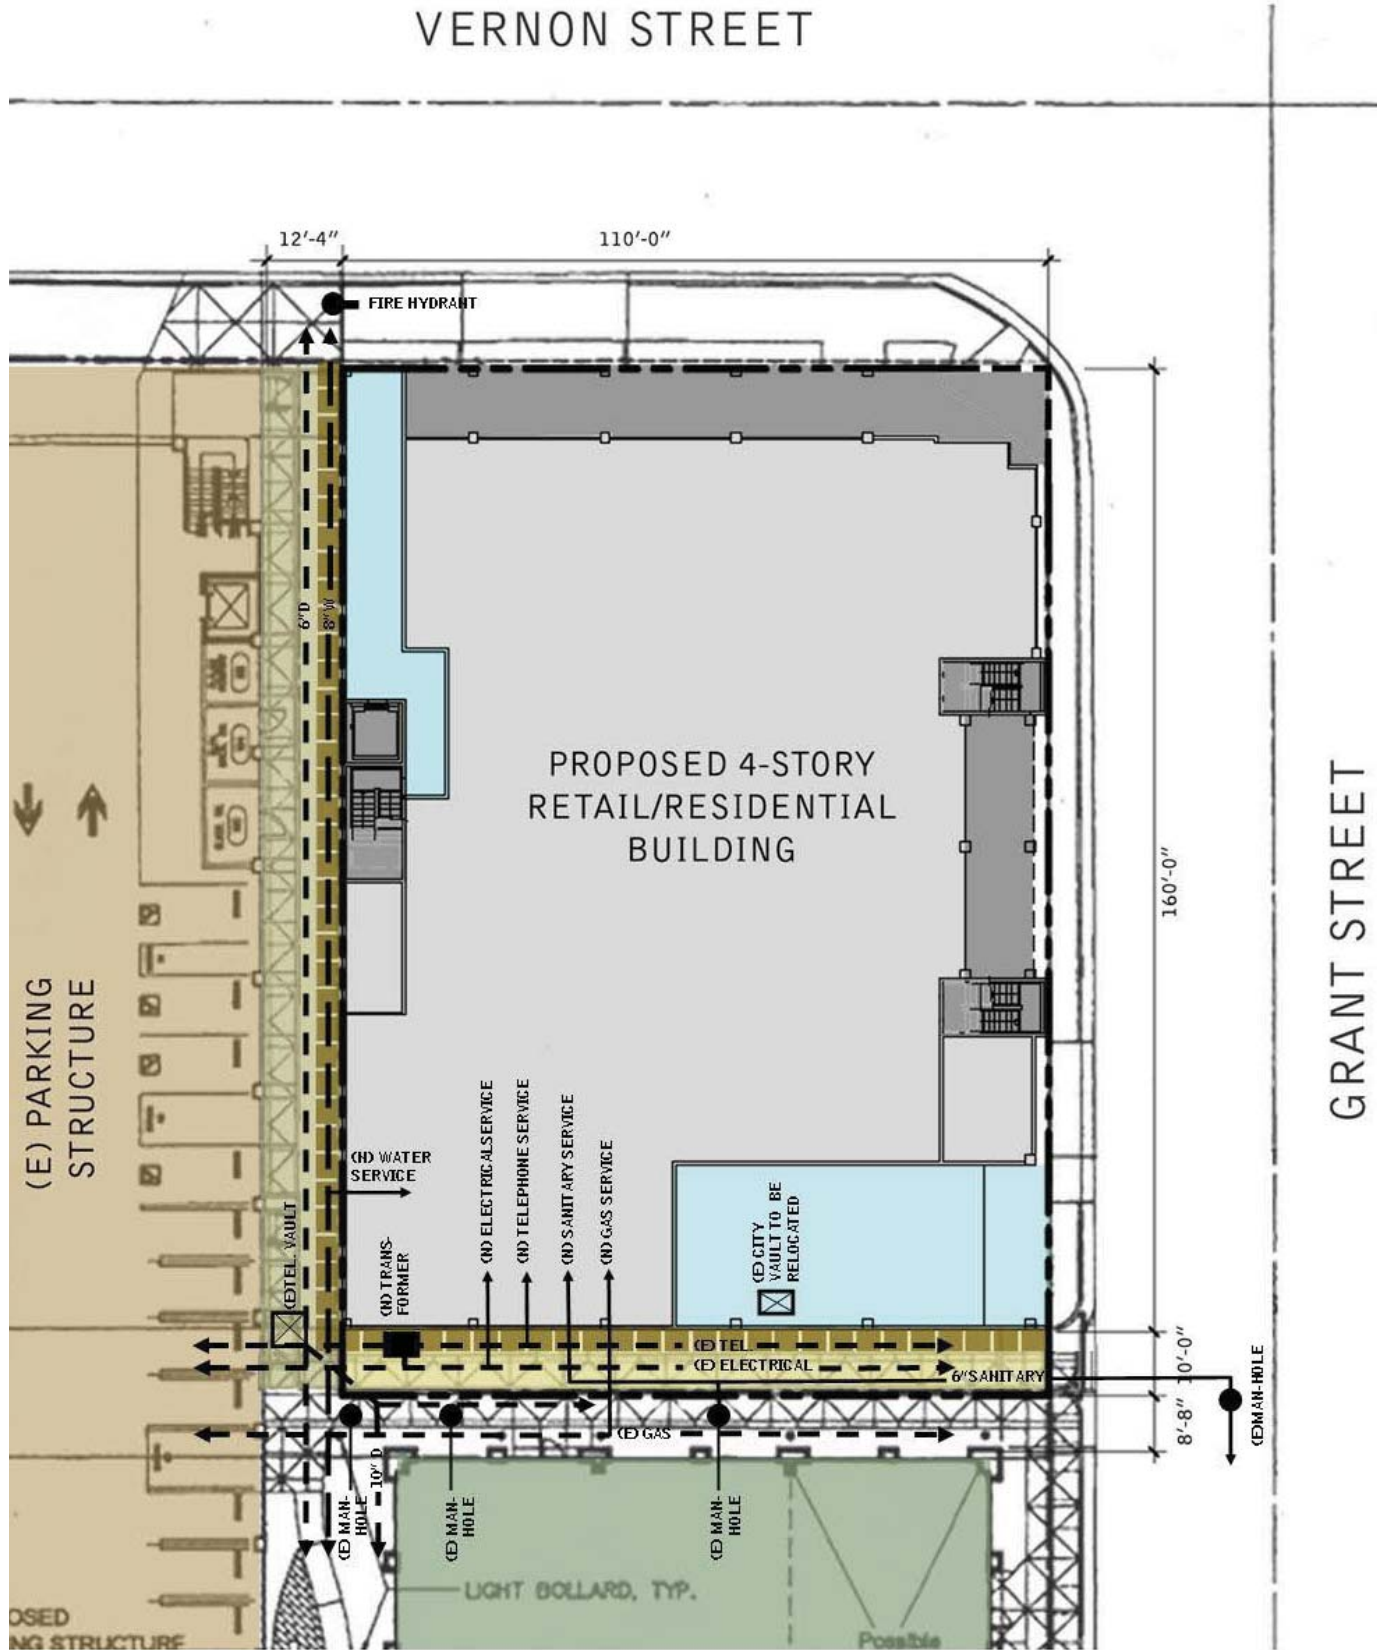 VERNON STREET
12'-4"
110'-0"
FIRE HYDRANT
6"D
8"W
PROPOSED 4-STORY
RETAIL/RESIDENTIAL
BUILDING
160'-0"
GRANT STREET
(E) PARKING
STRUCTURE
(N) WATER
SERVICE
(E)TEL. VAULT
(N) TRANS-
FORMER
(N) ELECTRICAL SERVICE
(N) TELEPHONE SERVICE
(N) SANITARY SERVICE
(N) GAS SERVICE
(E) CITY
VAULT TO BE
RELOCATED
(E) TEL.
(E) ELECTRICAL
6" SANITARY
10'-0"
8'-8"
(E)MAN-HOLE
(E) GAS
10" D
(E) MAN-
HOLE
(E) MAN-
HOLE
(E) MAN-
HOLE
LIGHT BOLLARD, TYP.
OSED
NG STRUCTURE
Possible